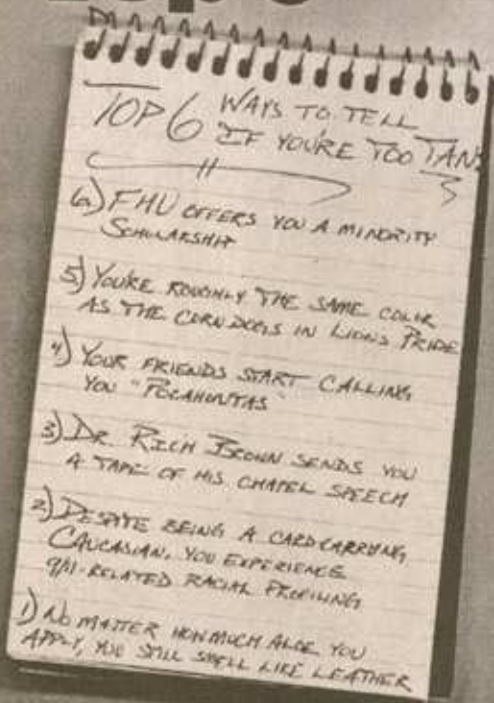 TOP 6 WAYS TO TELL
IF YOU'RE TOO TAN:
6) FHU OFFERS YOU A MINORITY
SCHOLARSHIP
5) YOU'RE ROUGHLY THE SAME COLOR
AS THE CORN DOGS IN LIONS PRIDE
4) YOUR FRIENDS START CALLING
YOU "POCAHONTAS"
3) DR. RICH BROWN SENDS YOU
A TAPE OF HIS CHAPEL SPEECH
2) DESPITE BEING A CARD CARRYING
CAUCASIAN, YOU EXPERIENCE
9/11-RELATED RACIAL PROFILING
1) NO MATTER HOW MUCH ALOE YOU
APPLY, YOU STILL SMELL LIKE LEATHER